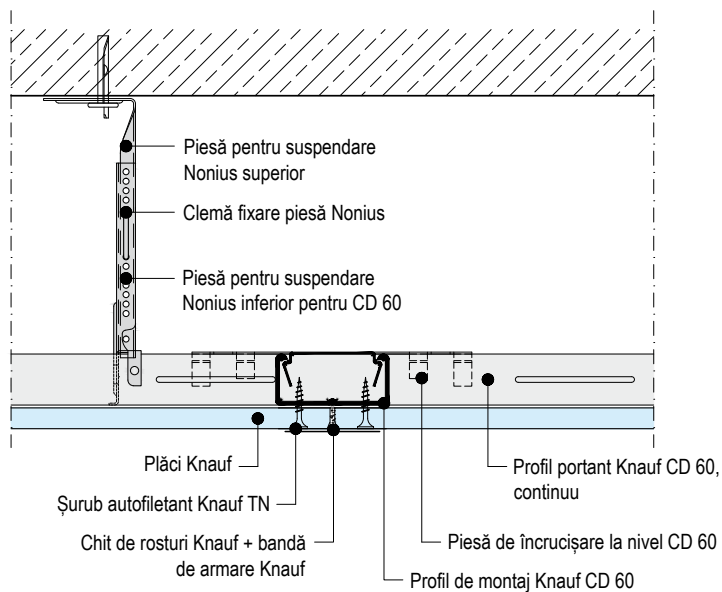 Piesă pentru suspendare
Nonius superior
Clemă fixare piesă Nonius
Piesă pentru suspendare
Nonius inferior pentru CD 60
Plăci Knauf
Șurub autofiletant Knauf TN
Chit de rosturi Knauf + bandă
de armare Knauf
Profil portant Knauf CD 60,
continuu
Piesă de încrucișare la nivel CD 60
Profil de montaj Knauf CD 60